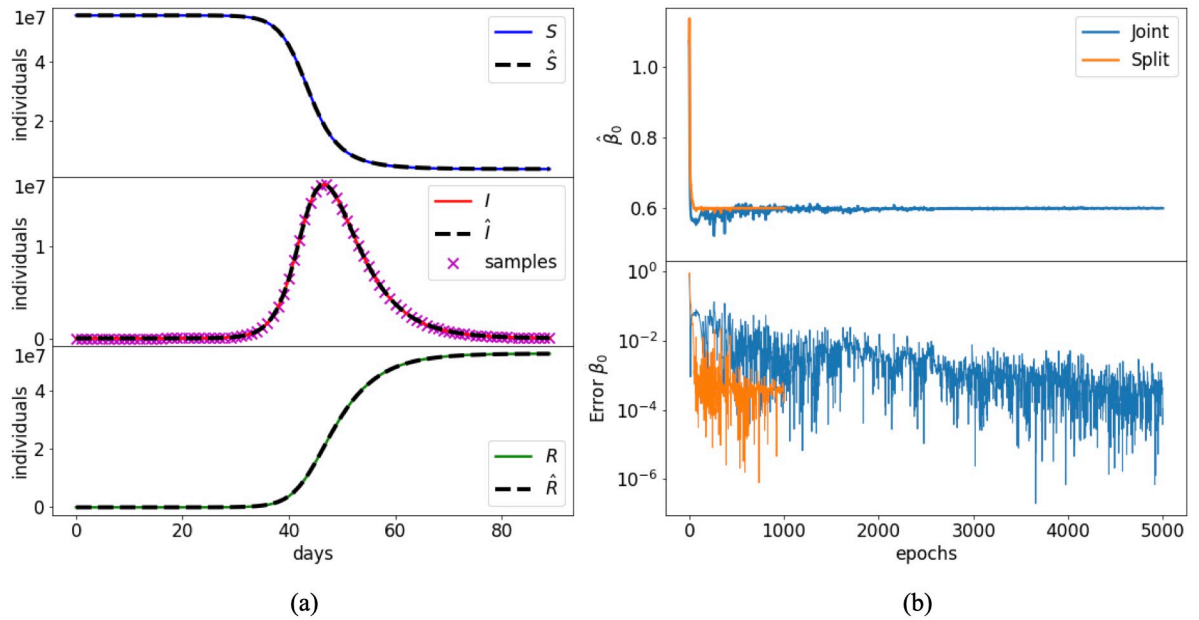 1e7
4
2
individuals
S
Ŝ
1e7
1
0
individuals
I
Î
samples
1e7
4
2
0
individuals
R
R̂
0 20 40 60 80
days
(a)
1.0
0.8
0.6
β̂₀
Joint
Split
10⁰
10⁻²
10⁻⁴
10⁻⁶
Error β₀
0 1000 2000 3000 4000 5000
epochs
(b)